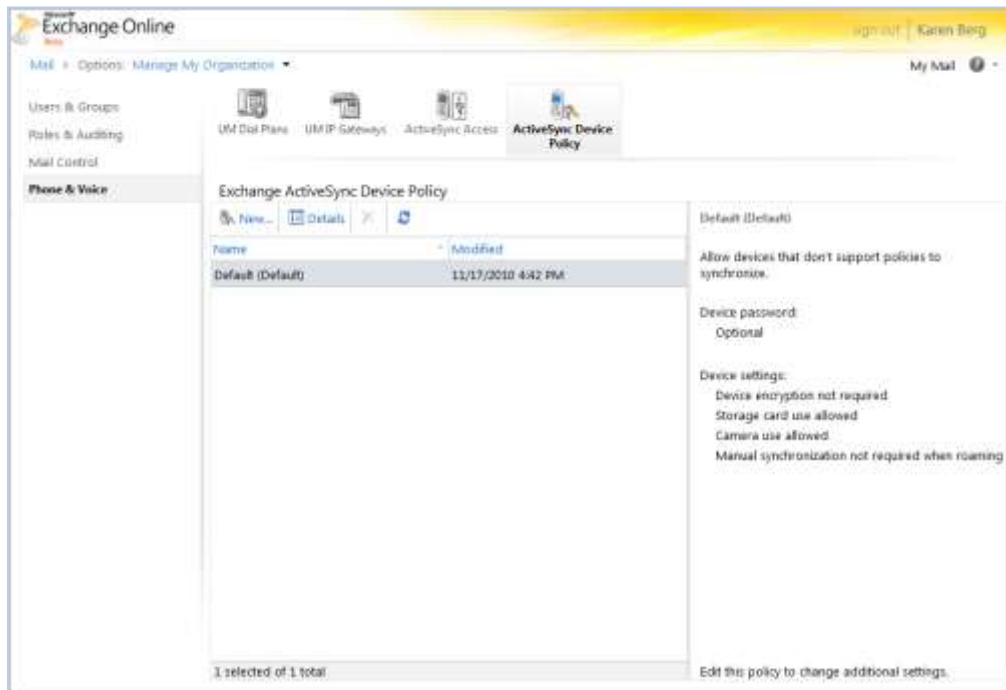 Microsoft
Exchange Online
Beta
sign out | Karen Berg
Mail > Options: Manage My Organization
My Mail
Users & Groups
Roles & Auditing
Mail Control
Phone & Voice
UM Dial Plans
UM IP Gateways
ActiveSync Access
ActiveSync Device
Policy
Exchange ActiveSync Device Policy
New...
Details
Name
Modified
Default (Default)
11/17/2010 4:42 PM
1 selected of 1 total
Default (Default)
Allow devices that don't support policies to
synchronize.
Device password:
Optional
Device settings:
Device encryption not required
Storage card use allowed
Camera use allowed
Manual synchronization not required when roaming
Edit this policy to change additional settings.